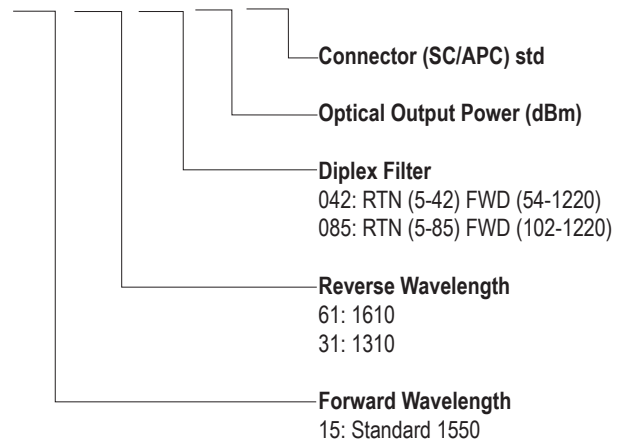 Connector (SC/APC) std
Optical Output Power (dBm)
Diplex Filter
042: RTN (5-42) FWD (54-1220)
085: RTN (5-85) FWD (102-1220)
Reverse Wavelength
61: 1610
31: 1310
Forward Wavelength
15: Standard 1550